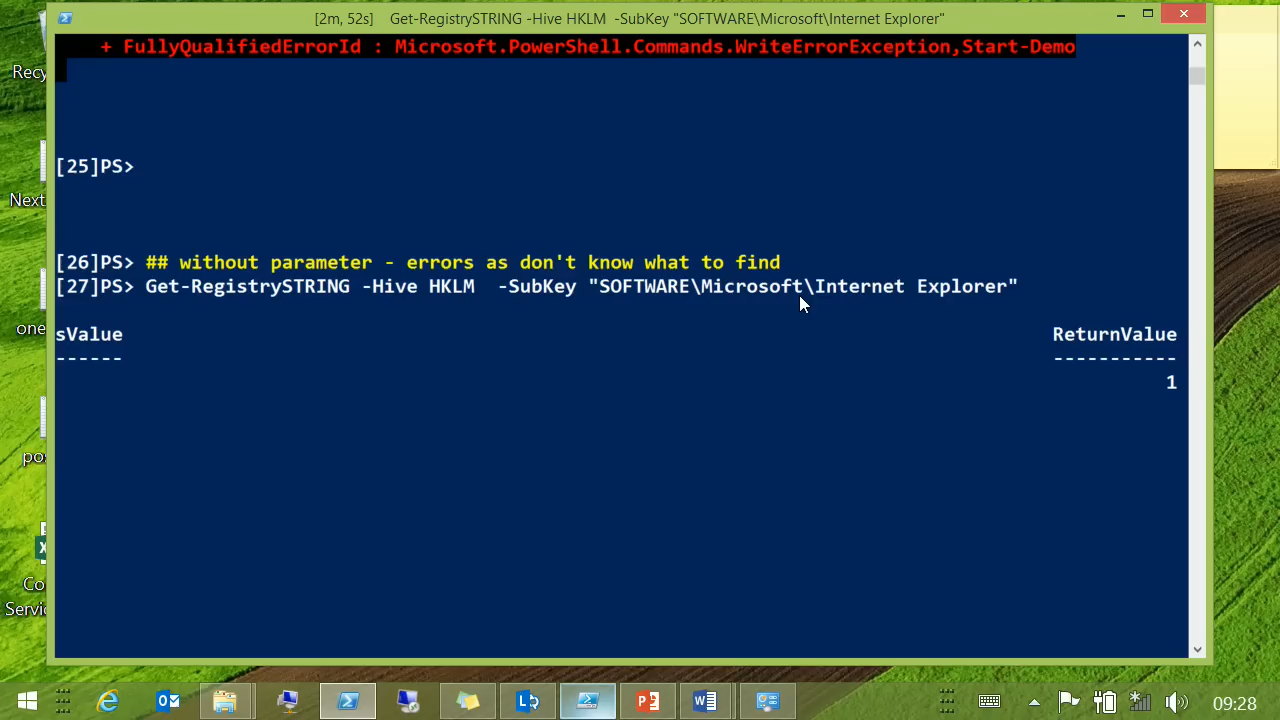 [2m, 52s] Get-RegistrySTRING -Hive HKLM -SubKey "SOFTWARE\Microsoft\Internet Explorer"
+ FullyQualifiedErrorId : Microsoft.PowerShell.Commands.WriteErrorException,Start-Demo
Recy
[25]PS>
Next
[26]PS> ## without parameter - errors as don't know what to find
[27]PS> Get-RegistrySTRING -Hive HKLM  -SubKey "SOFTWARE\Microsoft\Internet Explorer"
one
sValue ReturnValue
------ -----------
1
pos
Co
Servic
09:28